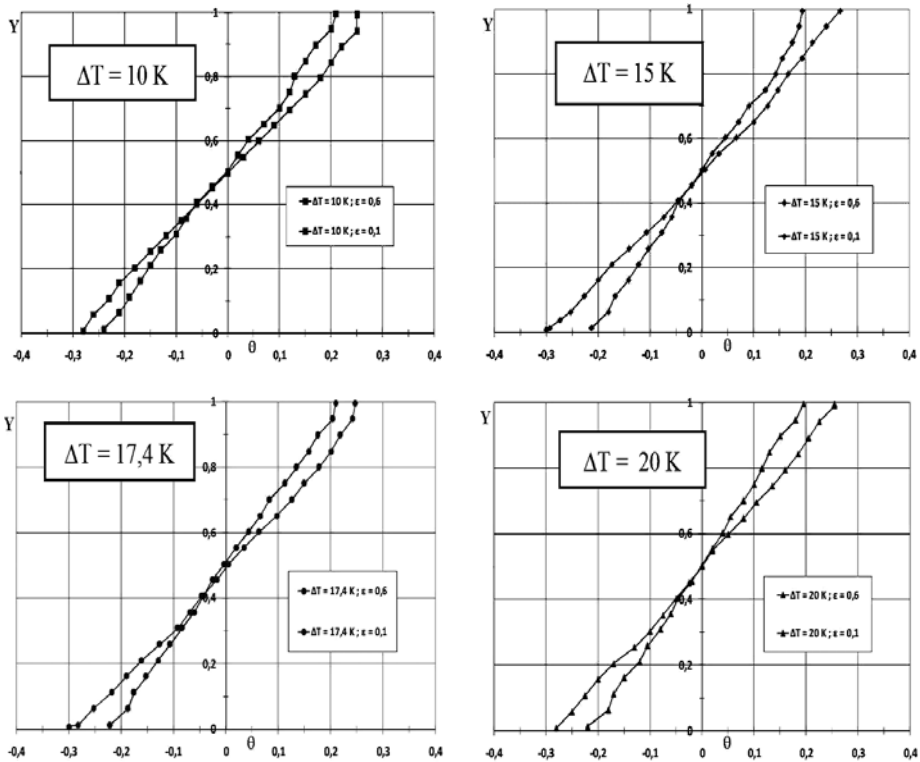 Y
ΔT = 10 K
1
0,8
0,6
0,4
0,2
0
ΔT = 10 K ; ε = 0,6
ΔT = 10 K ; ε = 0,1
-0,4 -0,3 -0,2 -0,1 0 0,1 0,2 0,3 0,4
θ
Y
ΔT = 15 K
1
0,8
0,6
0,4
0,2
0
ΔT = 15 K ; ε = 0,6
ΔT = 15 K ; ε = 0,1
-0,4 -0,3 -0,2 -0,1 0 0,1 0,2 0,3 0,4
θ
Y
ΔT = 17,4 K
1
0,8
0,6
0,4
0,2
0
ΔT = 17,4 K ; ε = 0,6
ΔT = 17,4 K ; ε = 0,1
-0,4 -0,3 -0,2 -0,1 0 0,1 0,2 0,3 0,4
θ
Y
ΔT = 20 K
1
0,8
0,6
0,4
0,2
0
ΔT = 20 K ; ε = 0,6
ΔT = 20 K ; ε = 0,1
-0,4 -0,3 -0,2 -0,1 0 0,1 0,2 0,3 0,4
θ